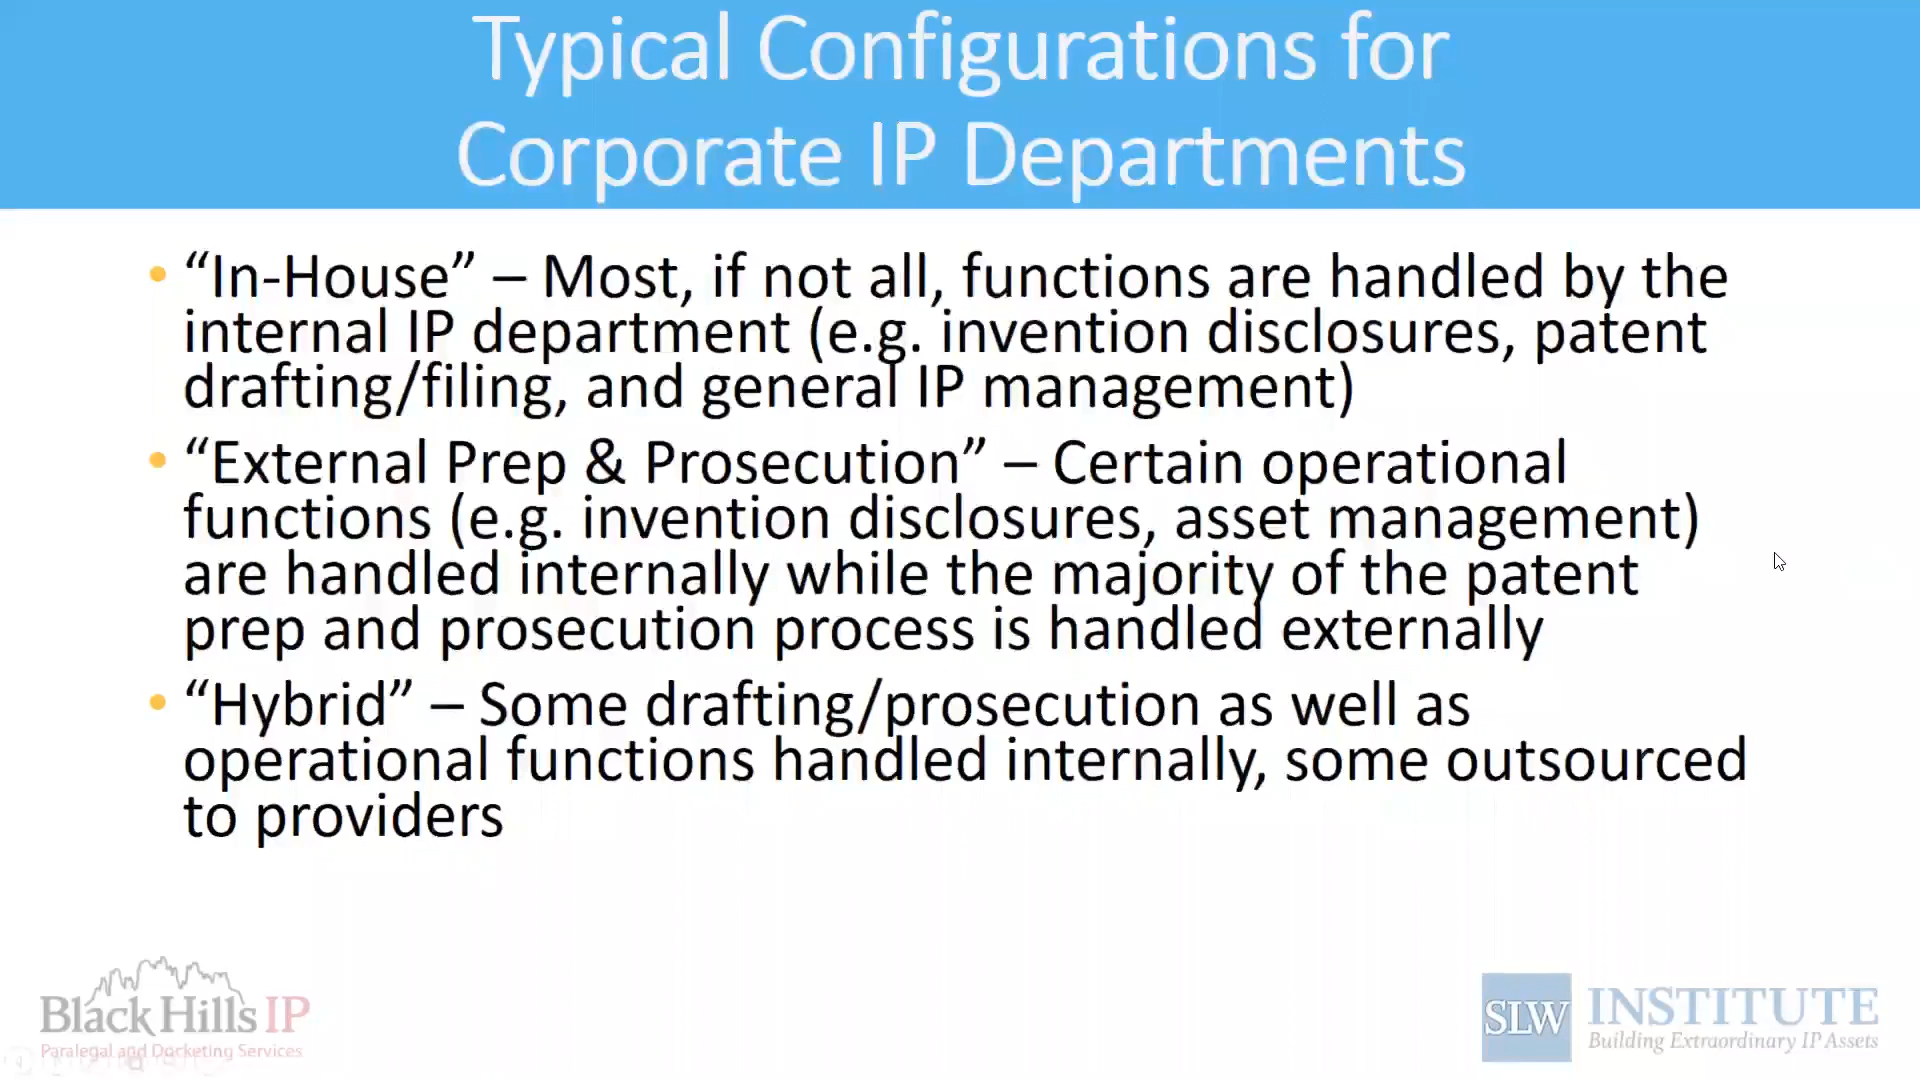 Typical Configurations for
Corporate IP Departments
• “In-House” – Most, if not all, functions are handled by the
internal IP department (e.g. invention disclosures, patent
drafting/filing, and general IP management)
• “External Prep & Prosecution” – Certain operational
functions (e.g. invention disclosures, asset management)
are handled internally while the majority of the patent
prep and prosecution process is handled externally
• “Hybrid” – Some drafting/prosecution as well as
operational functions handled internally, some outsourced
to providers
Black Hills IP
Paralegal and Docketing Services
SLW INSTITUTE
Building Extraordinary IP Assets